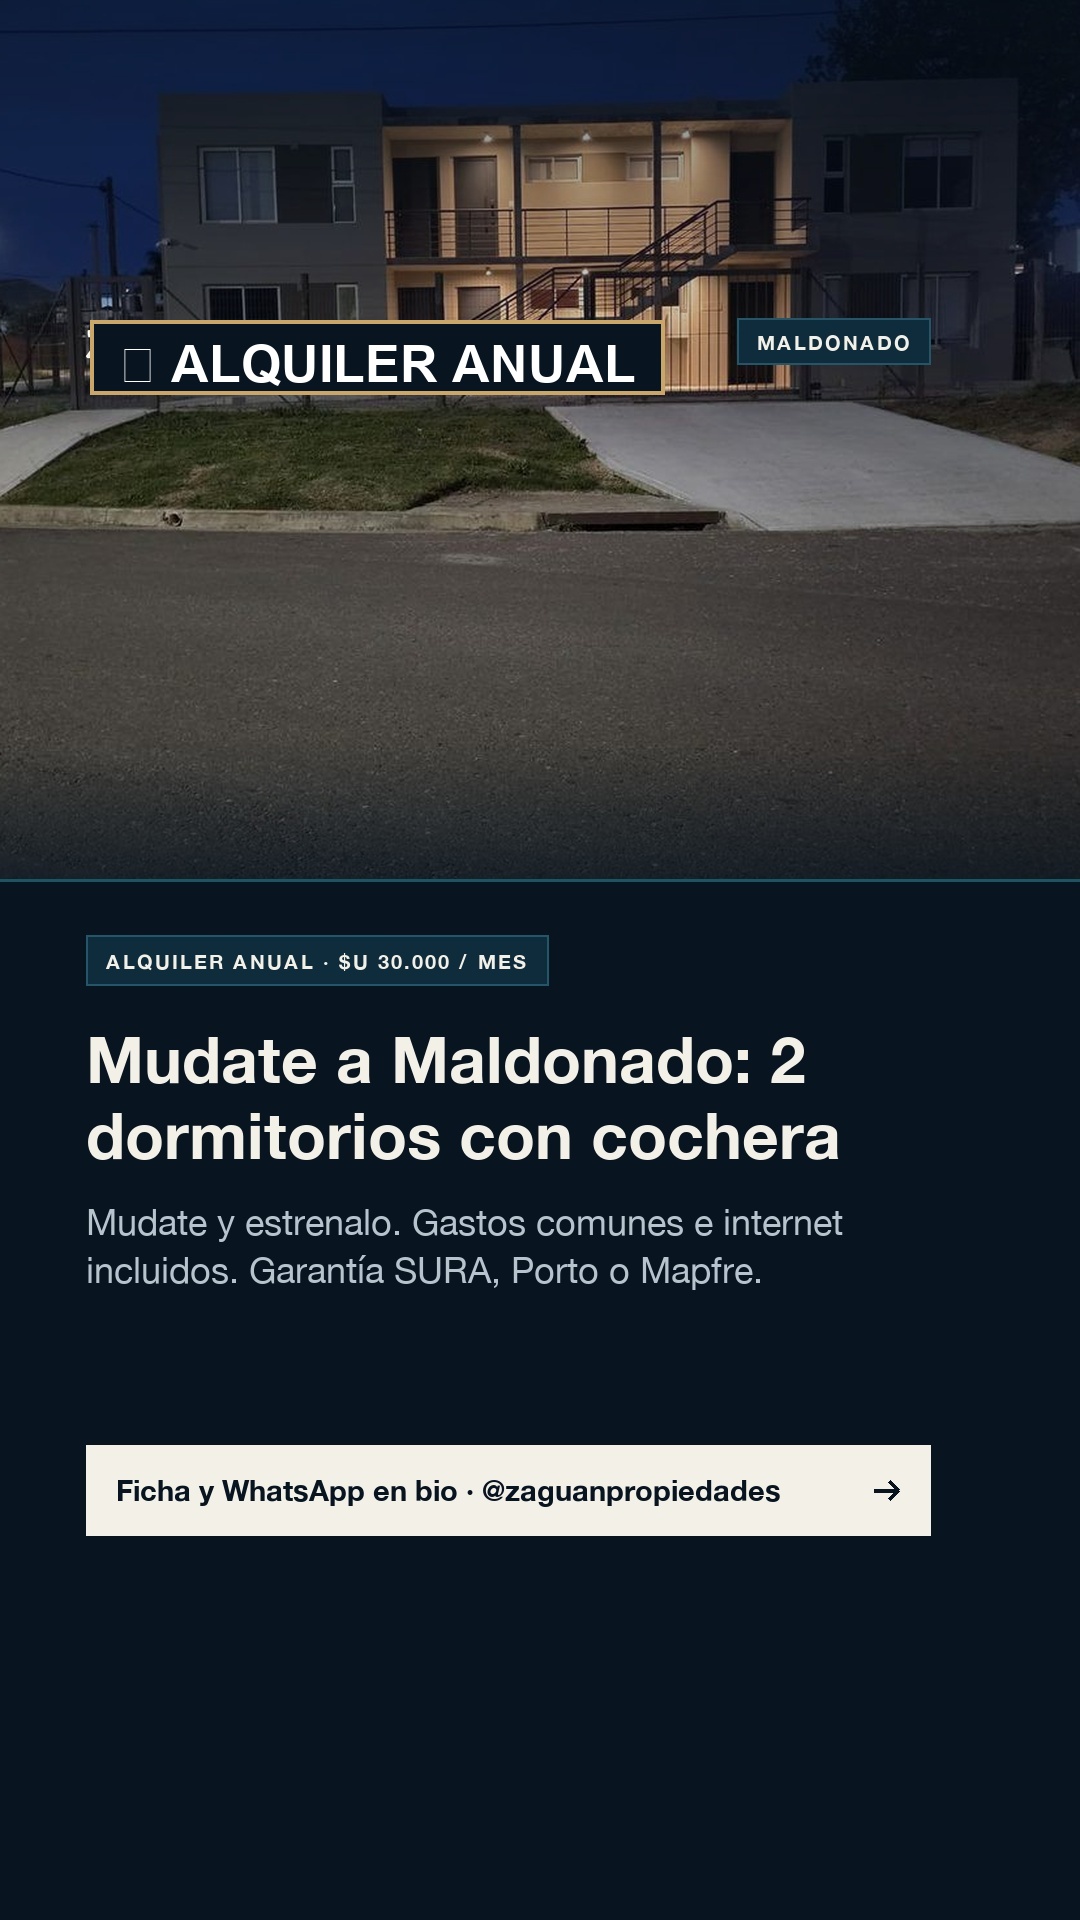 ALQUILER ANUAL
MALDONADO
ALQUILER ANUAL · $U 30.000 / MES
Mudate a Maldonado: 2
dormitorios con cochera
Mudate y estrenalo. Gastos comunes e internet
incluidos. Garantía SURA, Porto o Mapfre.
Ficha y WhatsApp en bio · @zaguanpropiedades →